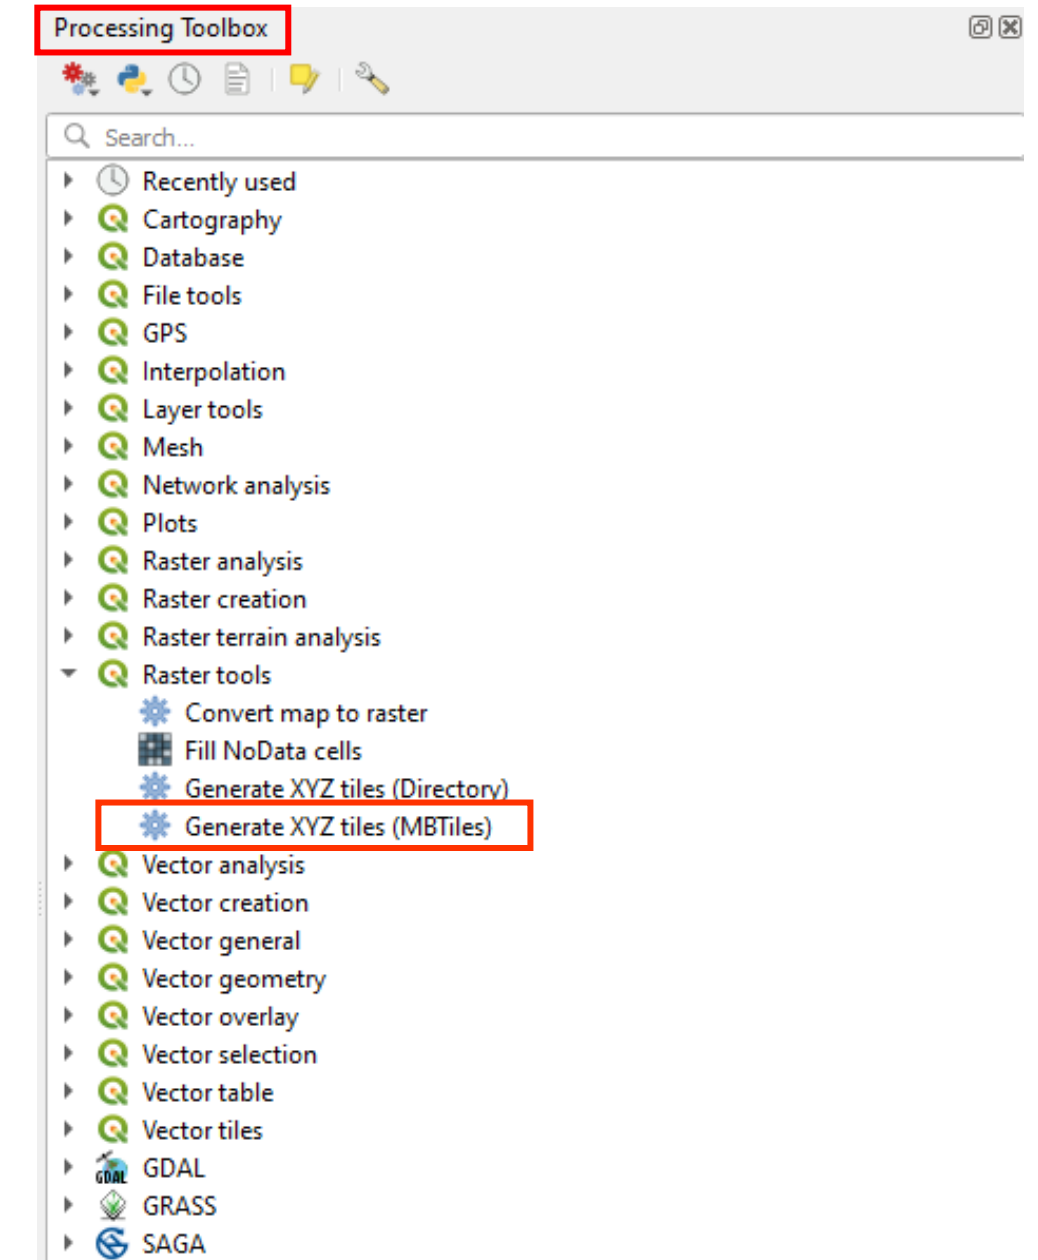 Processing Toolbox
Search...
Recently used
Cartography
Database
File tools
GPS
Interpolation
Layer tools
Mesh
Network analysis
Plots
Raster analysis
Raster creation
Raster terrain analysis
Raster tools
Convert map to raster
Fill NoData cells
Generate XYZ tiles (Directory)
Generate XYZ tiles (MBTiles)
Vector analysis
Vector creation
Vector general
Vector geometry
Vector overlay
Vector selection
Vector table
Vector tiles
GDAL GDAL
GRASS
SAGA